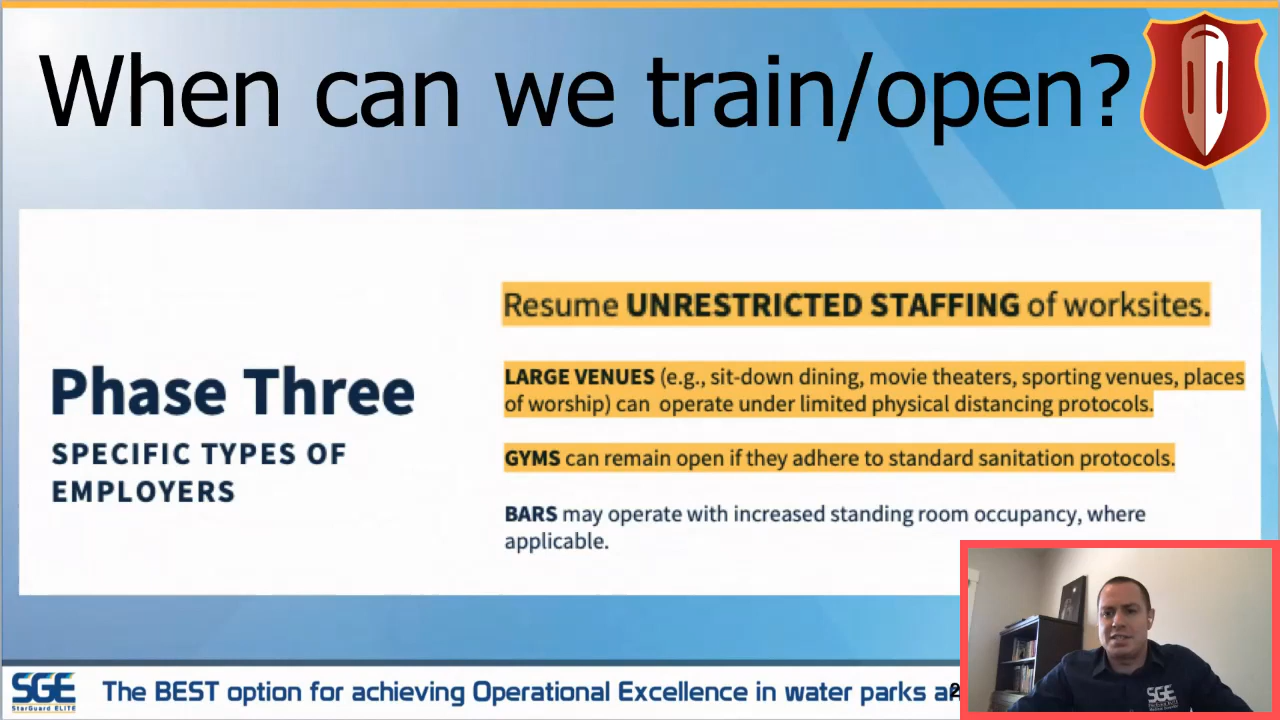 When can we train/open?
Resume UNRESTRICTED STAFFING of worksites.
LARGE VENUES (e.g., sit-down dining, movie theaters, sporting venues, places
of worship) can operate under limited physical distancing protocols.
Phase Three
SPECIFIC TYPES OF
EMPLOYERS
GYMS can remain open if they adhere to standard sanitation protocols.
BARS may operate with increased standing room occupancy, where
applicable.
SGE
StarGuard ELITE
The BEST option for achieving Operational Excellence in water parks
2
SGE